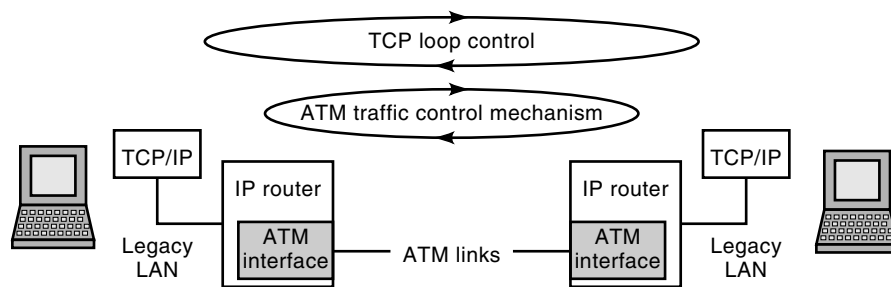 TCP loop control
ATM traffic control mechanism
TCP/IP
TCP/IP
IP router
IP router
Legacy
LAN
ATM
interface
ATM links
ATM
interface
Legacy
LAN